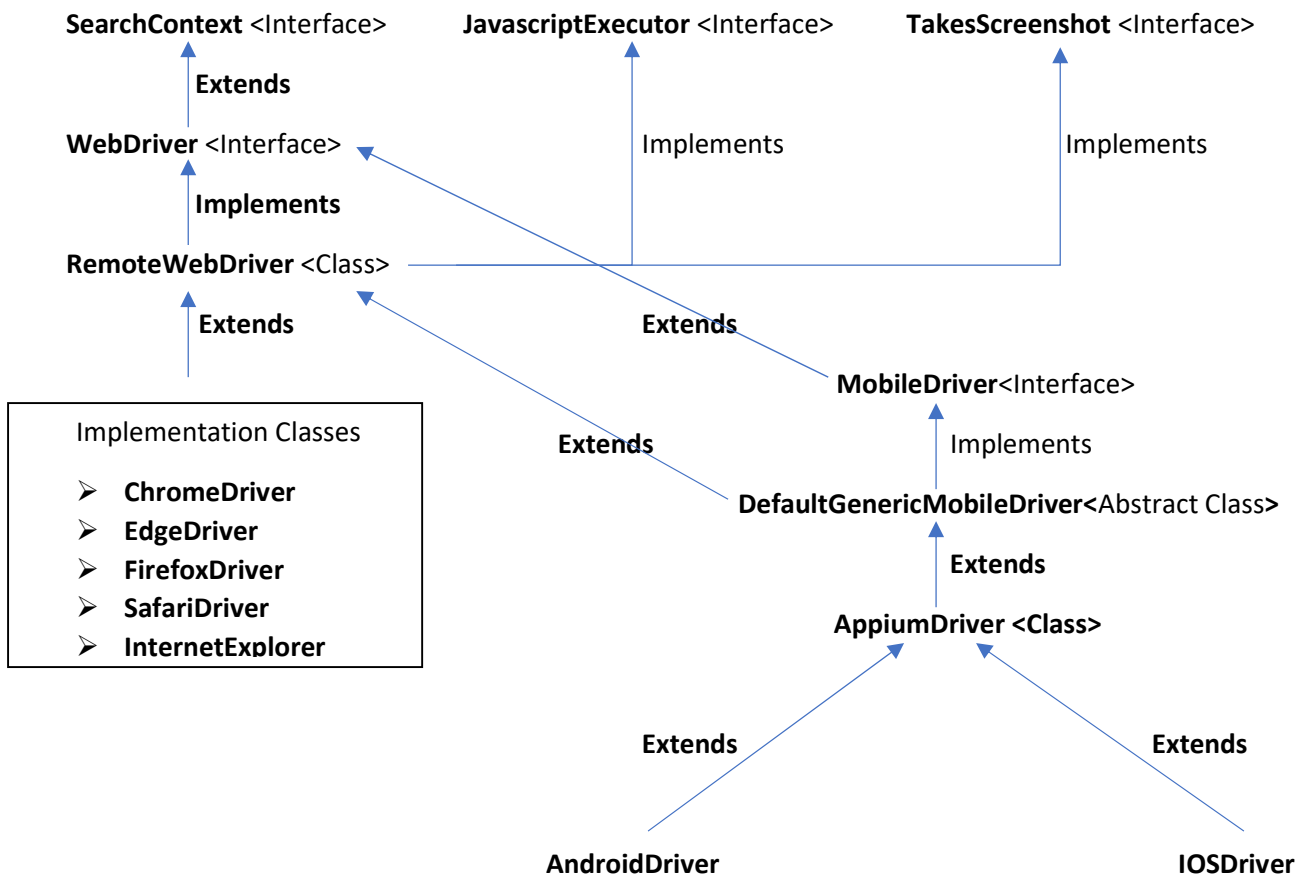 SearchContext <Interface> JavascriptExecutor <Interface> TakesScreenshot <Interface>
Extends
WebDriver <Interface> Implements Implements
Implements
RemoteWebDriver <Class>
Extends Extends
MobileDriver<Interface>
Implementation Classes
Extends Implements
➢ ChromeDriver
DefaultGenericMobileDriver<Abstract Class>
➢ EdgeDriver
➢ FirefoxDriver Extends
➢ SafariDriver
AppiumDriver <Class>
➢ InternetExplorer
Extends Extends
AndroidDriver IOSDriver